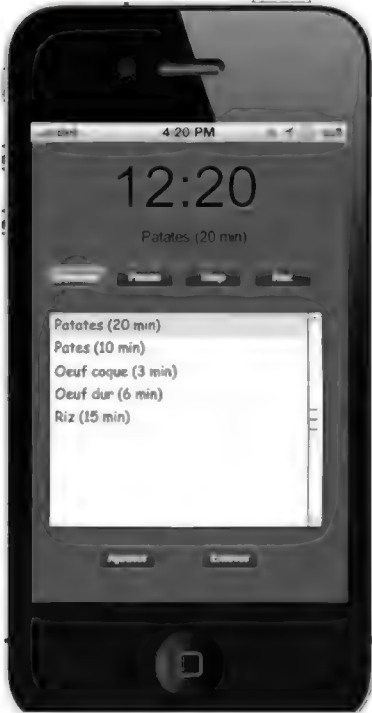 4:20 PM
12:20
Patates (20 min)
Patates (20 min)
Pates (10 min)
Oeuf coque (3 min)
Oeuf dur (6 min)
Riz (15 min)